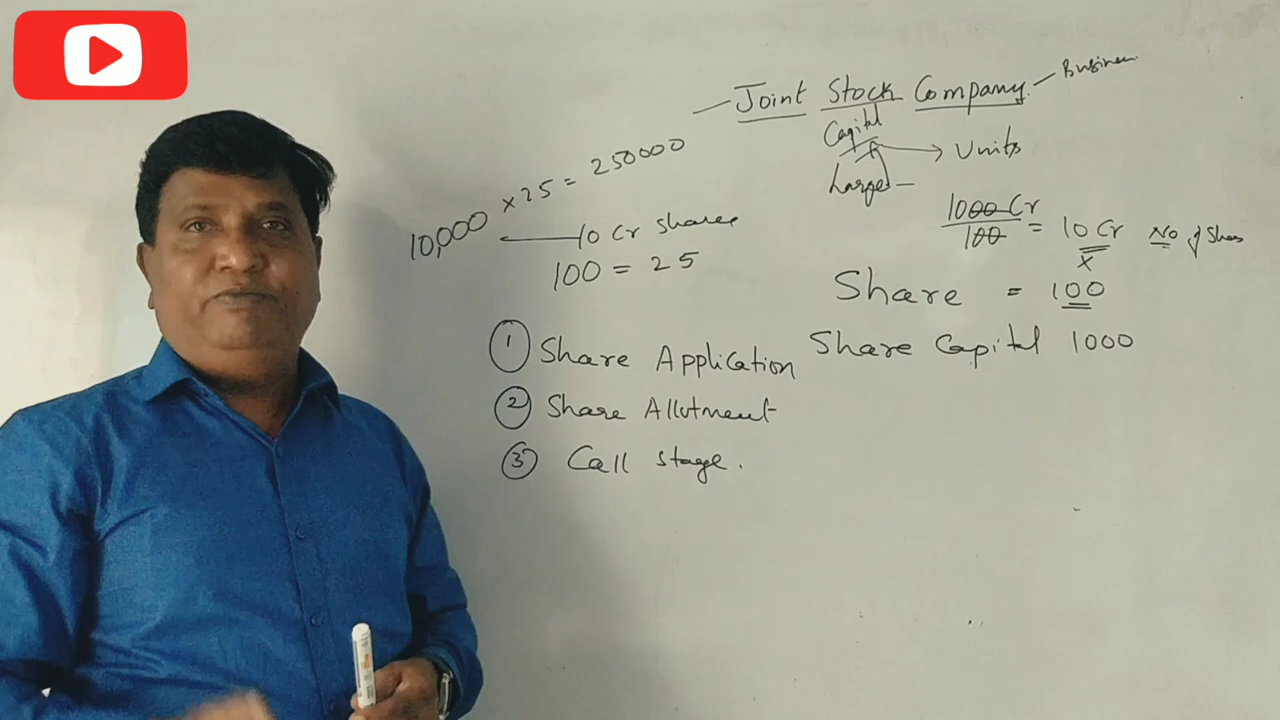 Joint Stock Company - Business
Capital → Units
Large -
10,000 × 25 = 250000
1000 Cr
100
= 10 Cr No of Shares
×
10 Cr shares
100 = 25
Share = 100
① Share Application
Share Capital 1000
② Share Allotment
③ Call stage.